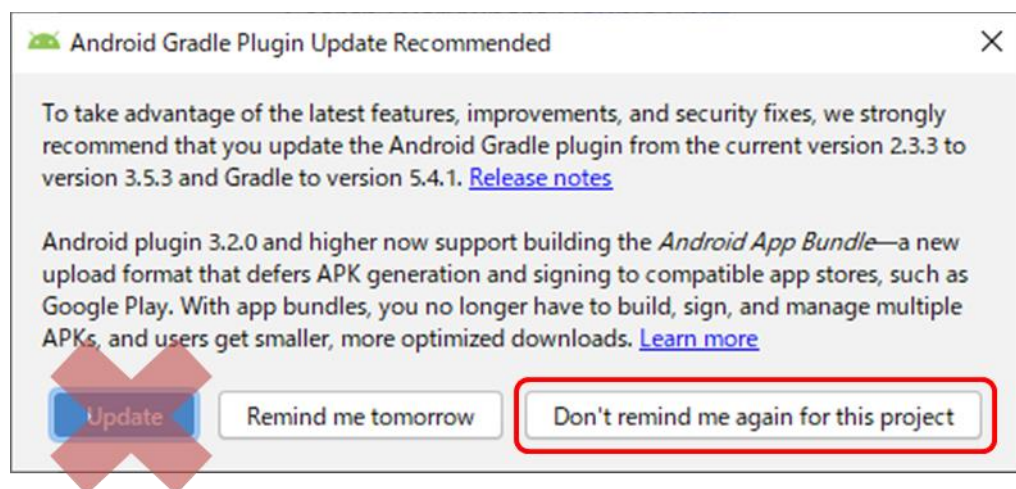 Android Gradle Plugin Update Recommended
To take advantage of the latest features, improvements, and security fixes, we strongly
recommend that you update the Android Gradle plugin from the current version 2.3.3 to
version 3.5.3 and Gradle to version 5.4.1. Release notes
Android plugin 3.2.0 and higher now support building the Android App Bundle—a new
upload format that defers APK generation and signing to compatible app stores, such as
Google Play. With app bundles, you no longer have to build, sign, and manage multiple
APKs, and users get smaller, more optimized downloads. Learn more
Update Remind me tomorrow Don't remind me again for this project